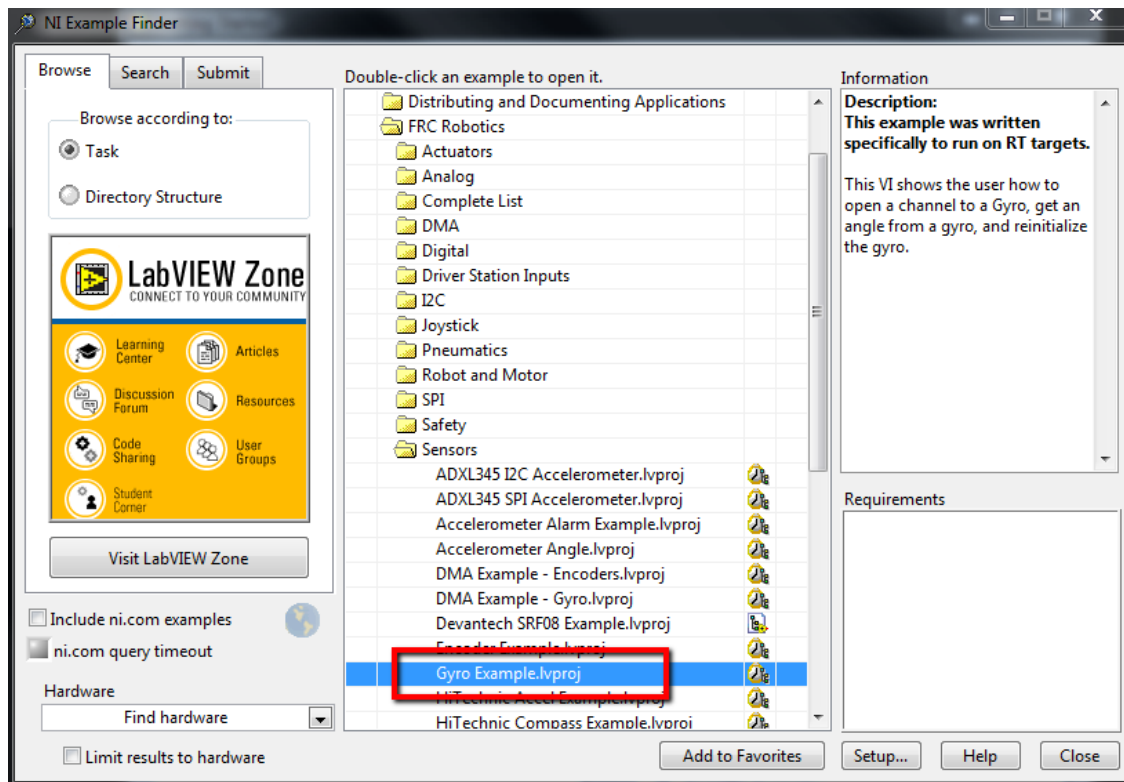 NI Example Finder
Browse
Search
Submit
Browse according to:
Task
Directory Structure
LabVIEW Zone
CONNECT TO YOUR COMMUNITY
Learning Center
Articles
Discussion Forum
Resources
Code Sharing
User Groups
Student Corner
Visit LabVIEW Zone
Include ni.com examples
ni.com query timeout
Hardware
Find hardware
Limit results to hardware
Double-click an example to open it.
Distributing and Documenting Applications
FRC Robotics
Actuators
Analog
Complete List
DMA
Digital
Driver Station Inputs
I2C
Joystick
Pneumatics
Robot and Motor
SPI
Safety
Sensors
ADXL345 I2C Accelerometer.lvproj
ADXL345 SPI Accelerometer.lvproj
Accelerometer Alarm Example.lvproj
Accelerometer Angle.lvproj
DMA Example - Encoders.lvproj
DMA Example - Gyro.lvproj
Devantech SRF08 Example.lvproj
Encoder Example.lvproj
Gyro Example.lvproj
HiTechnic Accel Example.lvproj
HiTechnic Compass Example.lvproj
Information
Description:
This example was written
specifically to run on RT targets.
This VI shows the user how to
open a channel to a Gyro, get an
angle from a gyro, and reinitialize
the gyro.
Requirements
Add to Favorites
Setup...
Help
Close